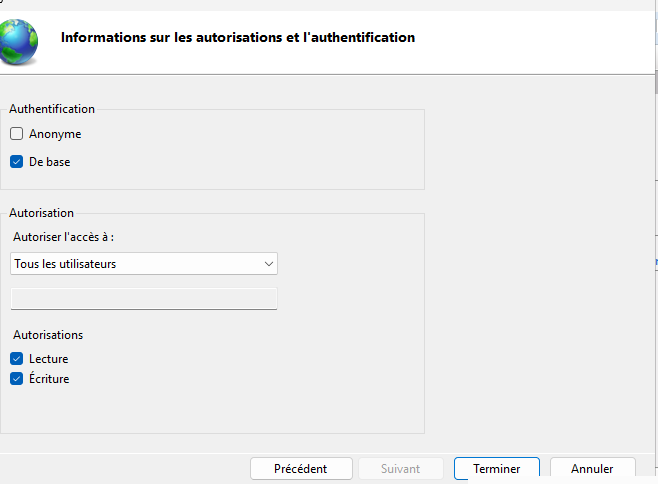 Informations sur les autorisations et l'authentification
Authentification
Anonyme
De base
Autorisation
Autoriser l'accès à :
Tous les utilisateurs
Autorisations
Lecture
Écriture
Précédent
Suivant
Terminer
Annuler